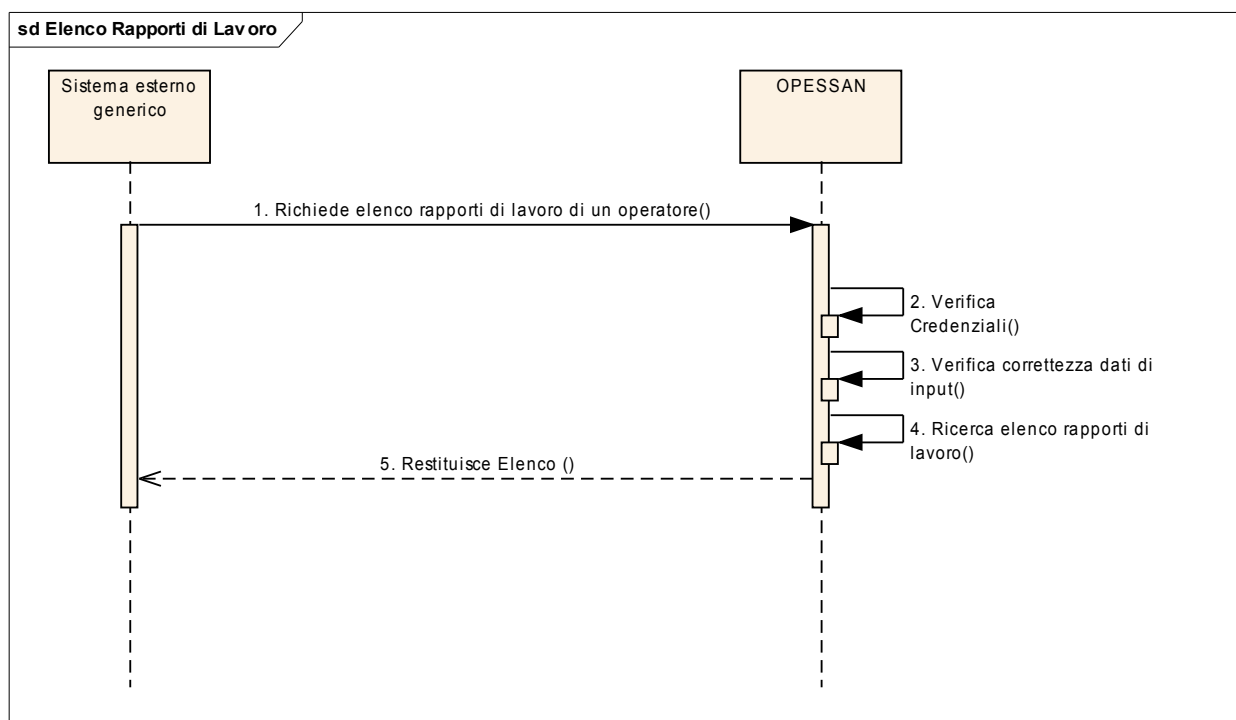 sd Elenco Rapporti di Lavoro
Sistema esterno
generico
OPESSAN
1. Richiede elenco rapporti di lavoro di un operatore()
2. Verifica
Credenziali()
3. Verifica correttezza dati di
input()
4. Ricerca elenco rapporti di
lavoro()
5. Restituisce Elenco ()